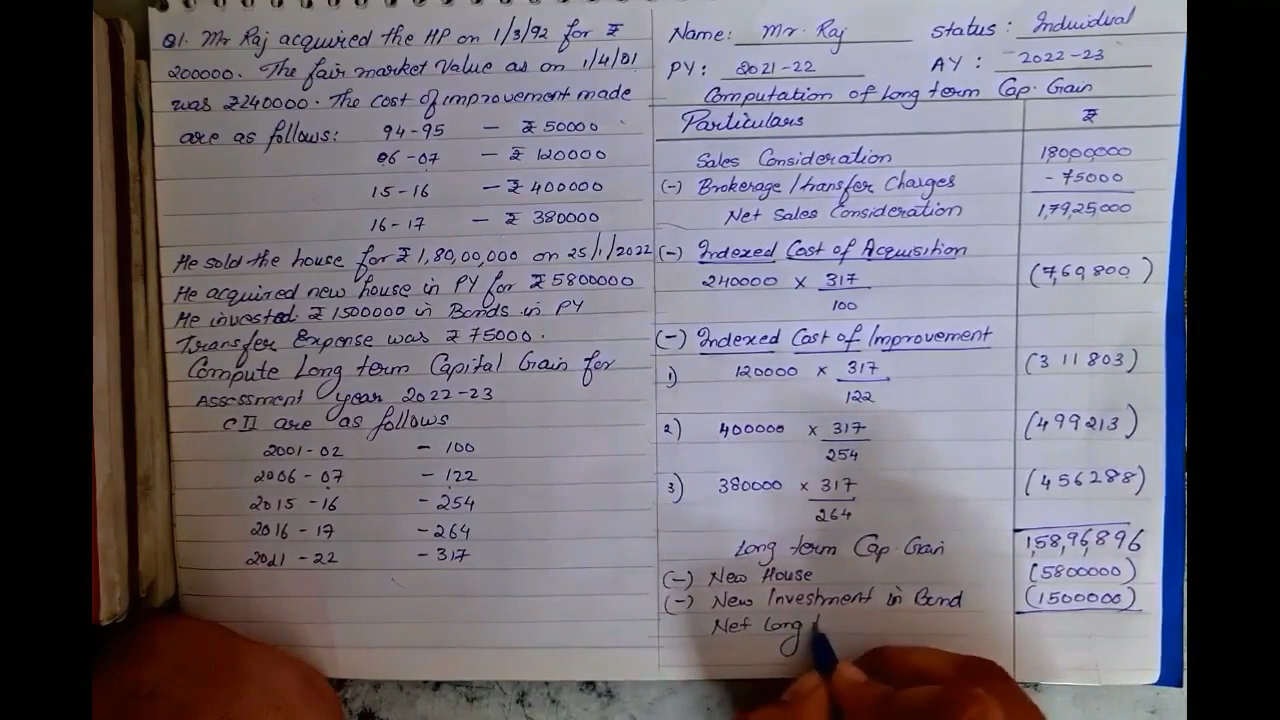 Q1. Mr Raj acquired the HP on 1/3/92 for ₹
200000. The fair market Value as on 1/4/01
was ₹240000. The cost of improvement made
are as follows: 94-95 - ₹ 50000
06-07 - ₹ 120000
15-16 - ₹ 400000
16-17 - ₹ 380000
He sold the house for ₹ 1,80,00,000 on 25/1/2022
He acquired new house in PY for ₹ 5800000
He invested ₹ 1500000 in Bonds in PY
Transfer Expense was ₹ 75000.
Compute Long term Capital Gain for
Assessment year 2022-23
CII are as follows
2001-02 - 100
2006-07 - 122
2015-16 - 254
2016-17 - 264
2021-22 - 317
Name: Mr. Raj Status: Individual
PY: 2021-22 AY: 2022-23
Computation of Long term Cap. Gain
Particulars ₹
Sales Consideration 18000000
(-) Brokerage/transfer Charges - 75000
Net Sales Consideration 1,79,25,000
(-) Indexed Cost of Acquisition
240000 × 317 (7,60,800)
100
(-) Indexed Cost of Improvement
1) 120000 × 317 (311803)
122
2) 400000 × 317 (499213)
254
3) 380000 × 317 (456288)
264
Long term Cap. Gain 1,58,96,896
(-) New House (5800000)
(-) New Investment in Bond (1500000)
Net Long